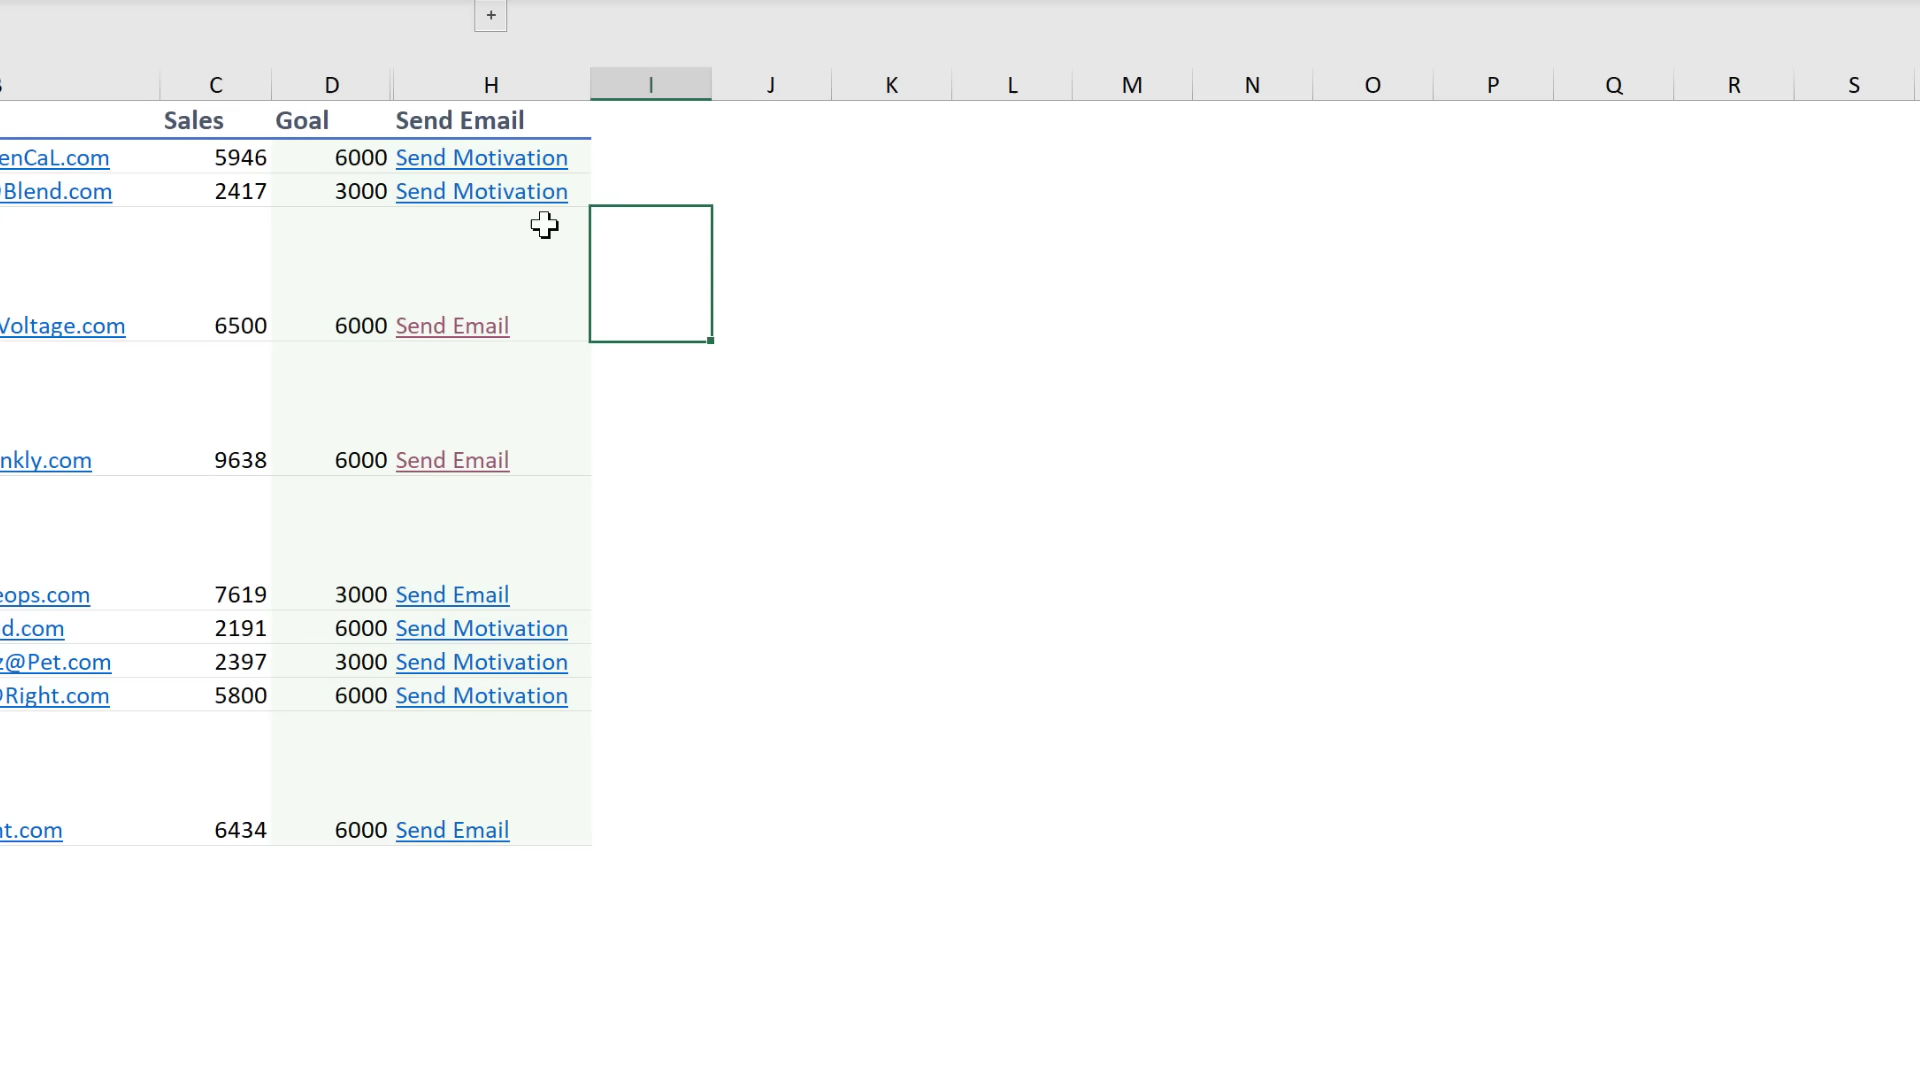 +
C D H I J K L M N O P Q R S
Sales Goal Send Email
enCaL.com 5946 6000 Send Motivation
Blend.com 2417 3000 Send Motivation
Voltage.com 6500 6000 Send Email
nkly.com 9638 6000 Send Email
eops.com 7619 3000 Send Email
d.com 2191 6000 Send Motivation
z@Pet.com 2397 3000 Send Motivation
Right.com 5800 6000 Send Motivation
nt.com 6434 6000 Send Email